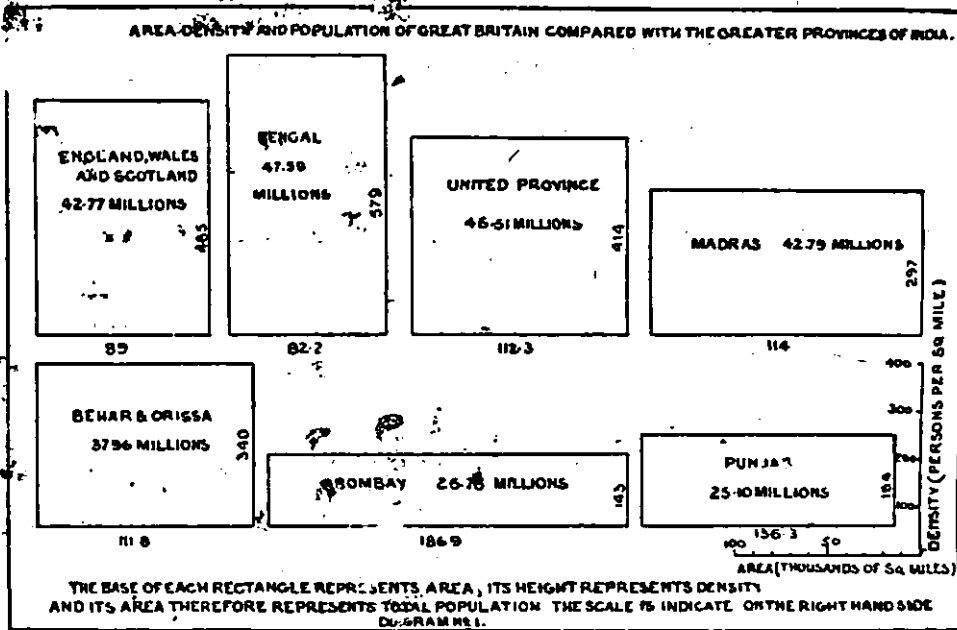 AREA-DENSITY AND POPULATION OF GREAT BRITAIN COMPARED WITH THE GREATER PROVINCES OF INDIA.
ENGLAND, WALES
AND SCOTLAND
42.77 MILLIONS
89
BENGAL
47.59
MILLIONS
579
82.2
UNITED PROVINCE
46.51 MILLIONS
414
112.3
MADRAS 42.79 MILLIONS
297
114
BEHAR & ORISSA
37.96 MILLIONS
340
111.8
BOMBAY MILLIONS
145
186.9
PUNJAB
25.10 MILLIONS
184
136.3
400
300
200
100
DENSITY (PERSONS PER SQ MILE)
100 50
AREA (THOUSANDS OF SQ. MILES)
THE BASE OF EACH RECTANGLE REPRESENTS AREA, ITS HEIGHT REPRESENTS DENSITY
AND ITS AREA THEREFORE REPRESENTS TOTAL POPULATION THE SCALE IS INDICATE ON THE RIGHT HAND SIDE